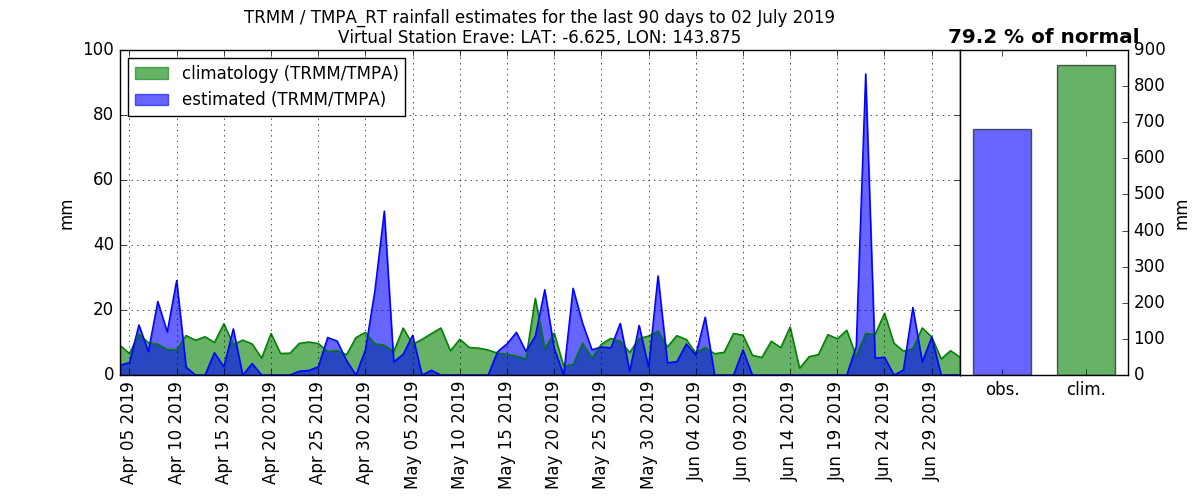 TRMM / TMPA_RT rainfall estimates for the last 90 days to 02 July 2019
Virtual Station Erave: LAT: -6.625, LON: 143.875
79.2 % of normal
climatology (TRMM/TMPA)
estimated (TRMM/TMPA)
100
80
60
40
20
0
mm
Apr 05 2019
Apr 10 2019
Apr 15 2019
Apr 20 2019
Apr 25 2019
Apr 30 2019
May 05 2019
May 10 2019
May 15 2019
May 20 2019
May 25 2019
May 30 2019
Jun 04 2019
Jun 09 2019
Jun 14 2019
Jun 19 2019
Jun 24 2019
Jun 29 2019
obs.
clim.
900
800
700
600
500
400
300
200
100
0
mm